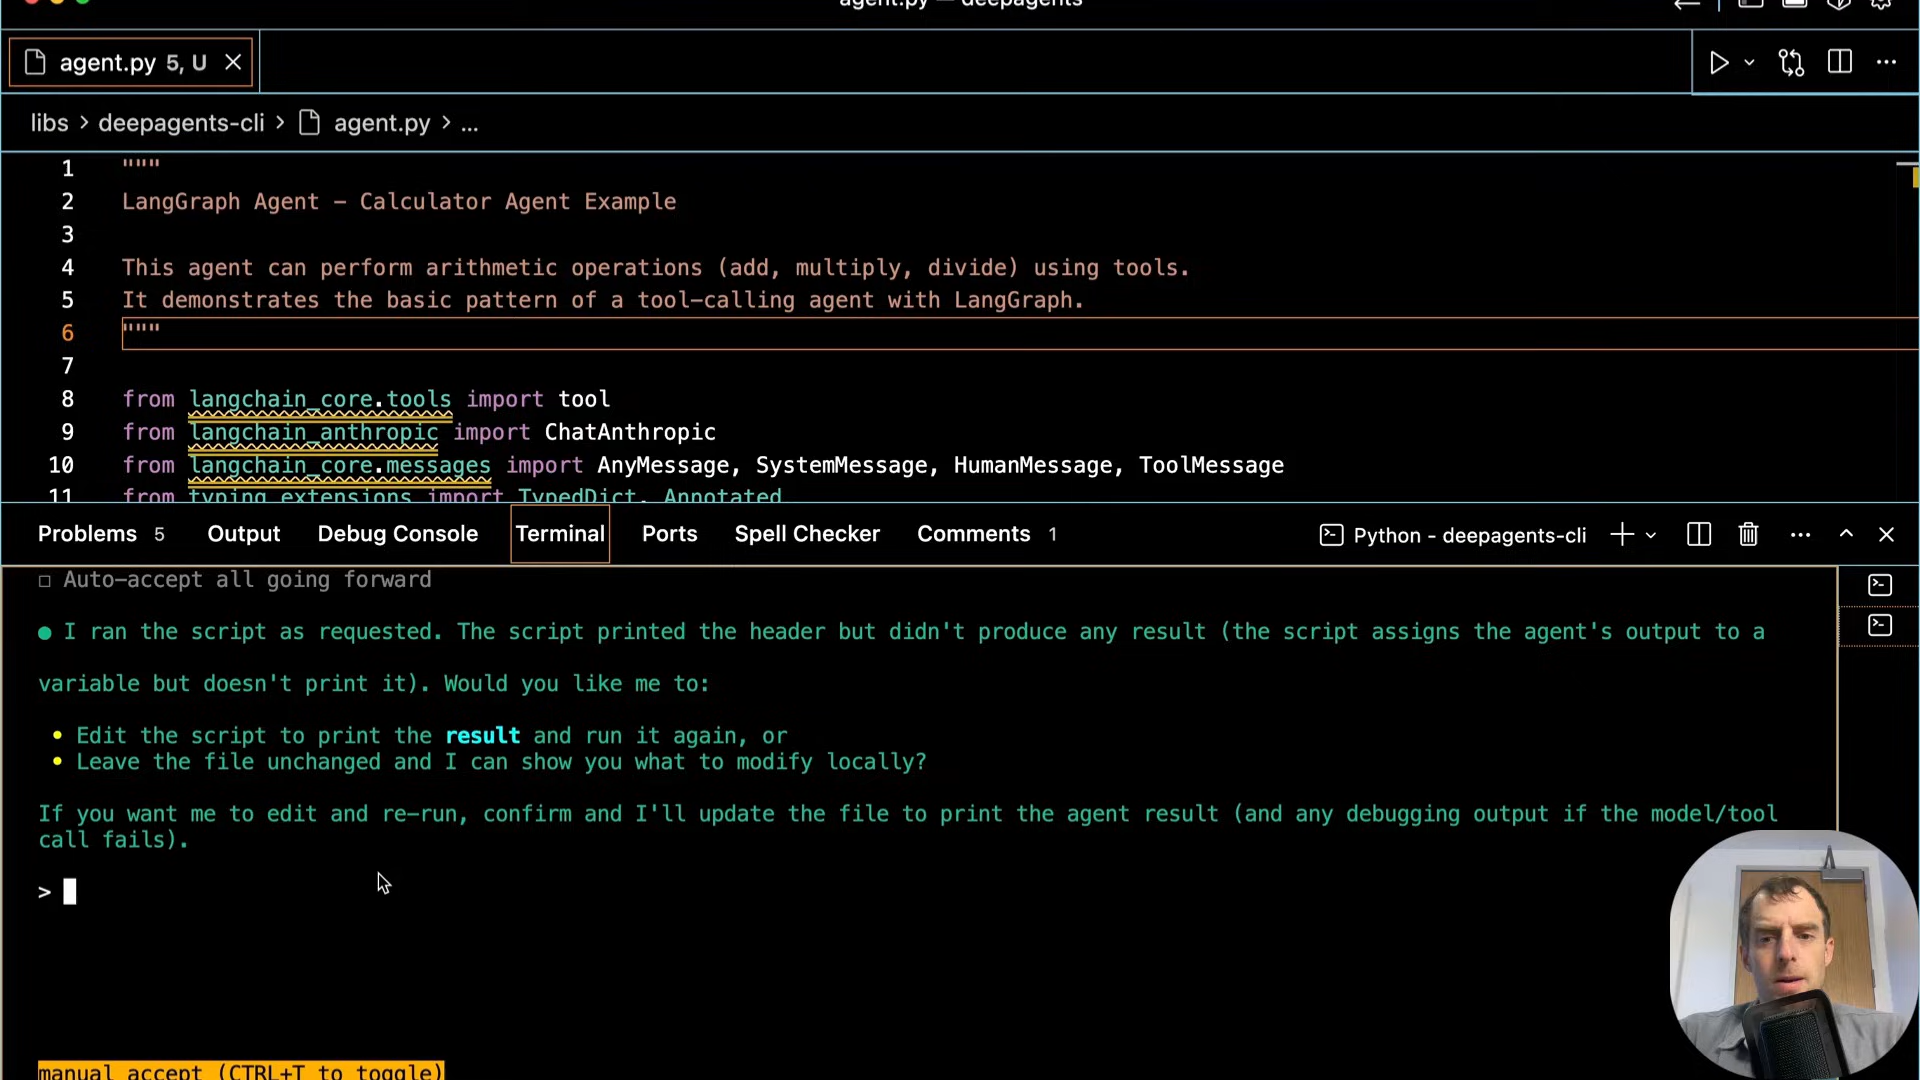 agent.py — deepagents
agent.py 5, U
libs > deepagents-cli > agent.py > ...
1 """
2 LangGraph Agent - Calculator Agent Example
3
4 This agent can perform arithmetic operations (add, multiply, divide) using tools.
5 It demonstrates the basic pattern of a tool-calling agent with LangGraph.
6 """
7
8 from langchain_core.tools import tool
9 from langchain_anthropic import ChatAnthropic
10 from langchain_core.messages import AnyMessage, SystemMessage, HumanMessage, ToolMessage
11 from typing_extensions import TypedDict, Annotated
Problems 5 Output Debug Console Terminal Ports Spell Checker Comments 1 Python - deepagents-cli
☐ Auto-accept all going forward
● I ran the script as requested. The script printed the header but didn't produce any result (the script assigns the agent's output to a
variable but doesn't print it). Would you like me to:
• Edit the script to print the result and run it again, or
• Leave the file unchanged and I can show you what to modify locally?
If you want me to edit and re-run, confirm and I'll update the file to print the agent result (and any debugging output if the model/tool
call fails).
>
manual accept (CTRL+T to toggle)